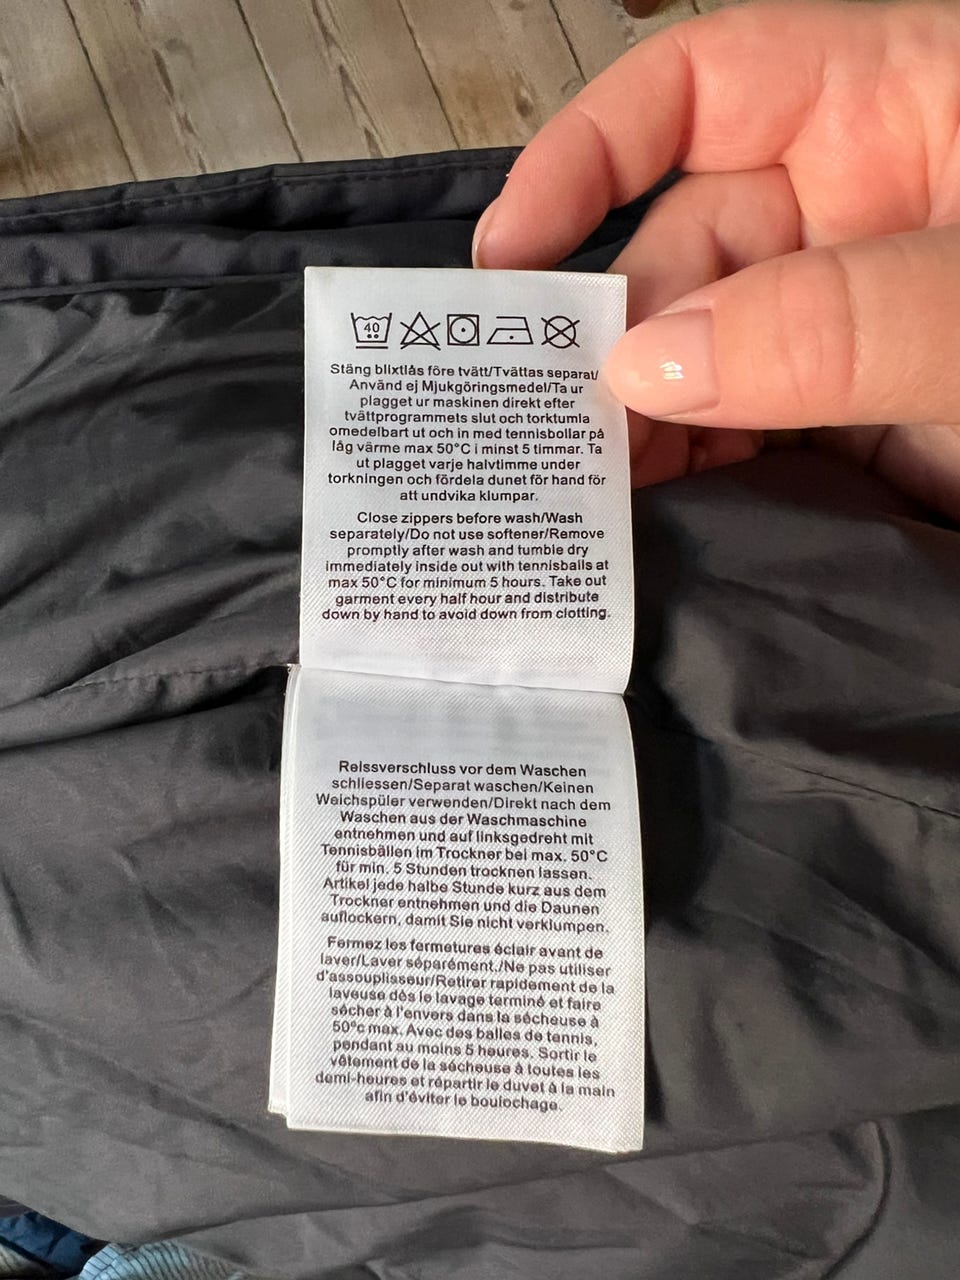 40
Stäng blixtlås före tvätt/Tvättas separat/
Använd ej Mjukgöringsmedel/Ta ur
plagget ur maskinen direkt efter
tvättprogrammets slut och torktumla
omedelbart ut och in med tennisbollar på
låg värme max 50°C i minst 5 timmar. Ta
ut plagget varje halvtimme under
torkningen och fördela dunet för hand för
att undvika klumpar.
Close zippers before wash/Wash
separately/Do not use softener/Remove
promptly after wash and tumble dry
immediately inside out with tennisballs at
max 50°C for minimum 5 hours. Take out
garment every half hour and distribute
down by hand to avoid down from clotting.
Reissverschluss vor dem Waschen
schliessen/Separat waschen/Keinen
Weichspüler verwenden/Direkt nach dem
Waschen aus der Waschmaschine
entnehmen und auf linksgedreht mit
Tennisbällen im Trockner bei max. 50°C
für min. 5 Stunden trocknen lassen.
Artikel jede halbe Stunde kurz aus dem
Trockner entnehmen und die Daunen
auflockern, damit Sie nicht verklumpen.
Fermez les fermetures éclair avant de
laver/Laver séparément./Ne pas utiliser
d'assouplisseur/Retirer rapidement de la
laveuse dès le lavage terminé et faire
sécher à l'envers dans la sécheuse à
50°c max. Avec des balles de tennis,
pendant au moins 5 heures. Sortir le
vêtement de la sécheuse à toutes les
demi-heures et répartir le duvet à la main
afin d'éviter le boulochage.